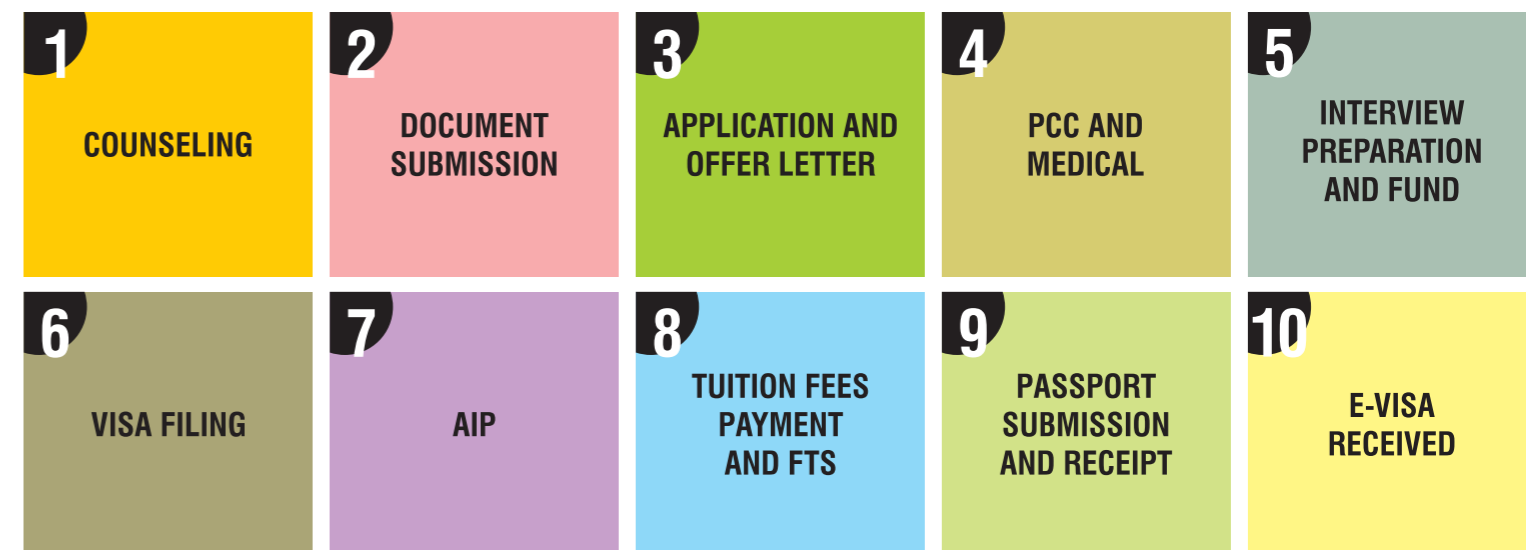 1
COUNSELING
2
DOCUMENT
SUBMISSION
3
APPLICATION AND
OFFER LETTER
4
PCC AND
MEDICAL
5
INTERVIEW
PREPARATION
AND FUND
6
VISA FILING
7
AIP
8
TUITION FEES
PAYMENT
AND FTS
9
PASSPORT
SUBMISSION
AND RECEIPT
10
E-VISA
RECEIVED